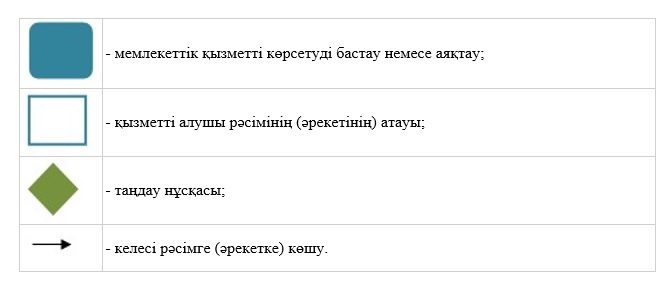 - мемлекеттік қызметті көрсетуді бастау немесе аяқтау;
- қызметті алушы рәсімінің (әрекетінің) атауы;
- таңдау нұсқасы;
- келесі рәсімге (әрекетке) көшу.